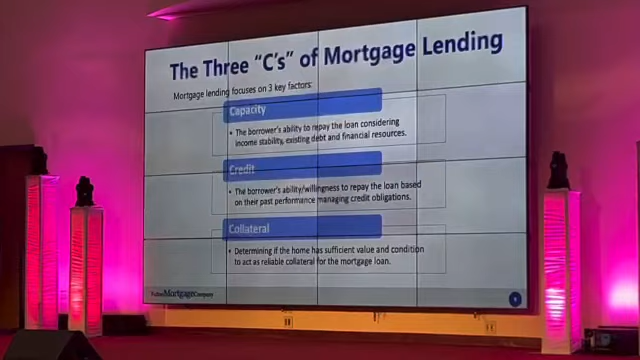 The Three "C's" of Mortgage Lending
Mortgage lending focuses on 3 key factors:
Capacity
• The borrower's ability to repay the loan considering
income stability, existing debt and financial resources.
Credit
• The borrower's ability/willingness to repay the loan based
on their past performance managing credit obligations.
Collateral
• Determining if the home has sufficient value and condition
to act as reliable collateral for the mortgage loan.
MortgageCompany